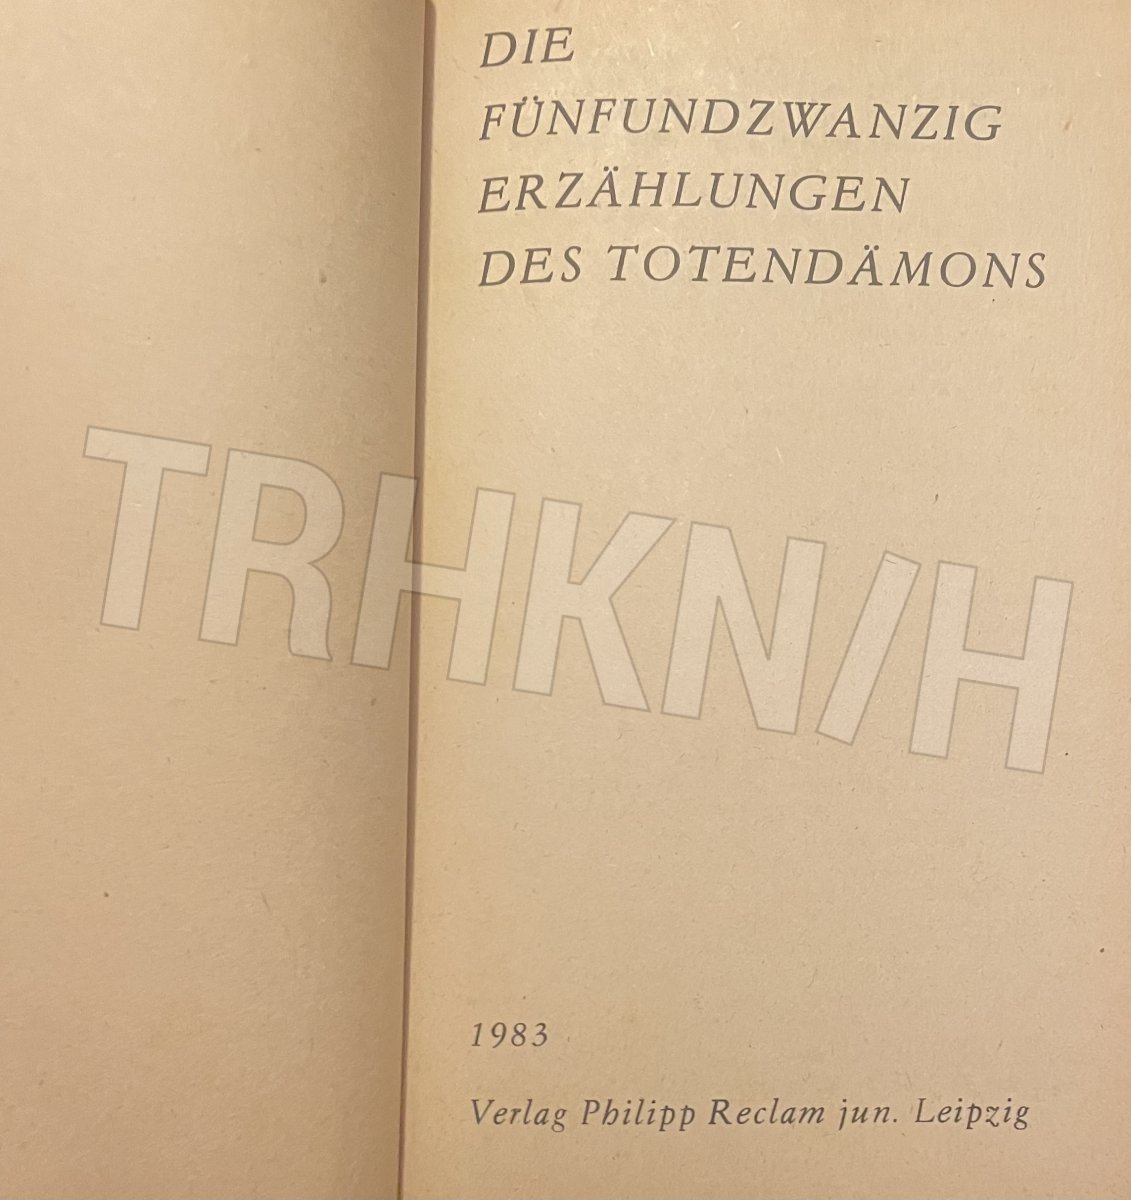 DIE
FÜNFUNDZWANZIG
ERZÄHLUNGEN
DES TOTENDÄMONS
TRHKN/H
1983
Verlag Philipp Reclam jun. Leipzig